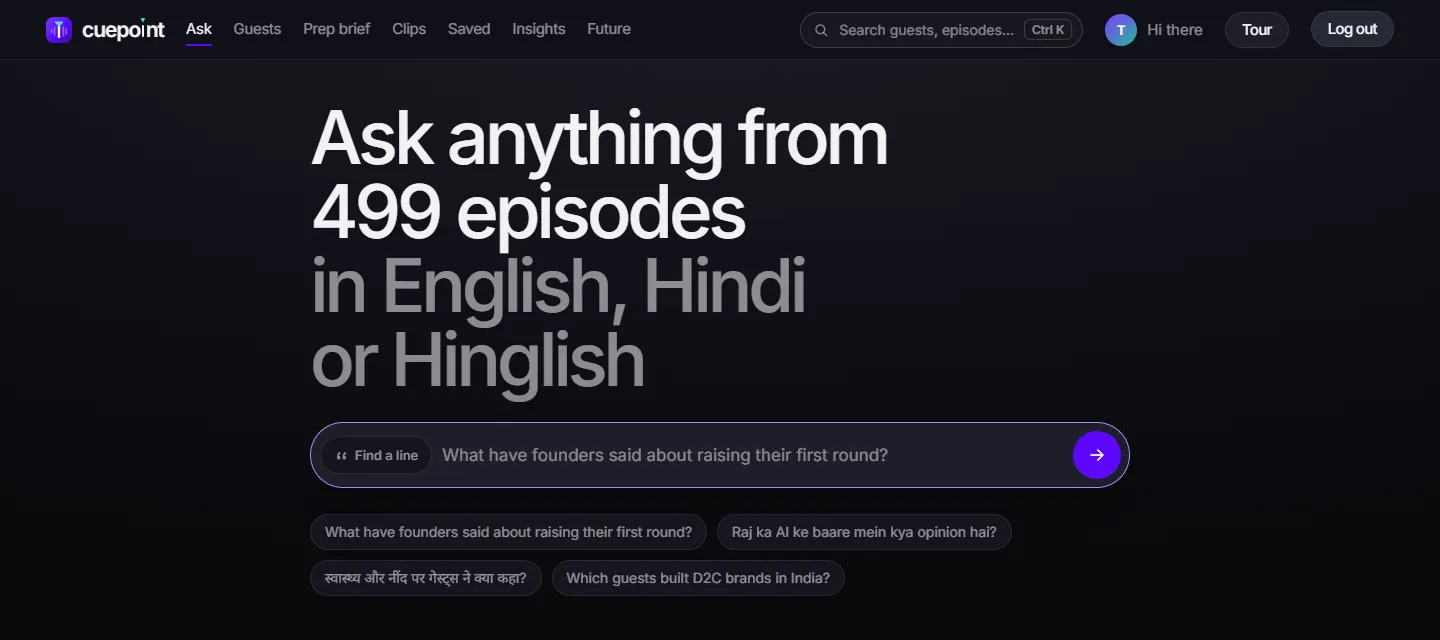 cuepoint Ask Guests Prep brief Clips Saved Insights Future Search guests, episodes... Ctrl K T Hi there Tour Log out
Ask anything from
499 episodes
in English, Hindi
or Hinglish
“ Find a line What have founders said about raising their first round? →
What have founders said about raising their first round? Raj ka AI ke baare mein kya opinion hai?
स्वास्थ्य और नींद पर गेस्ट्स ने क्या कहा? Which guests built D2C brands in India?